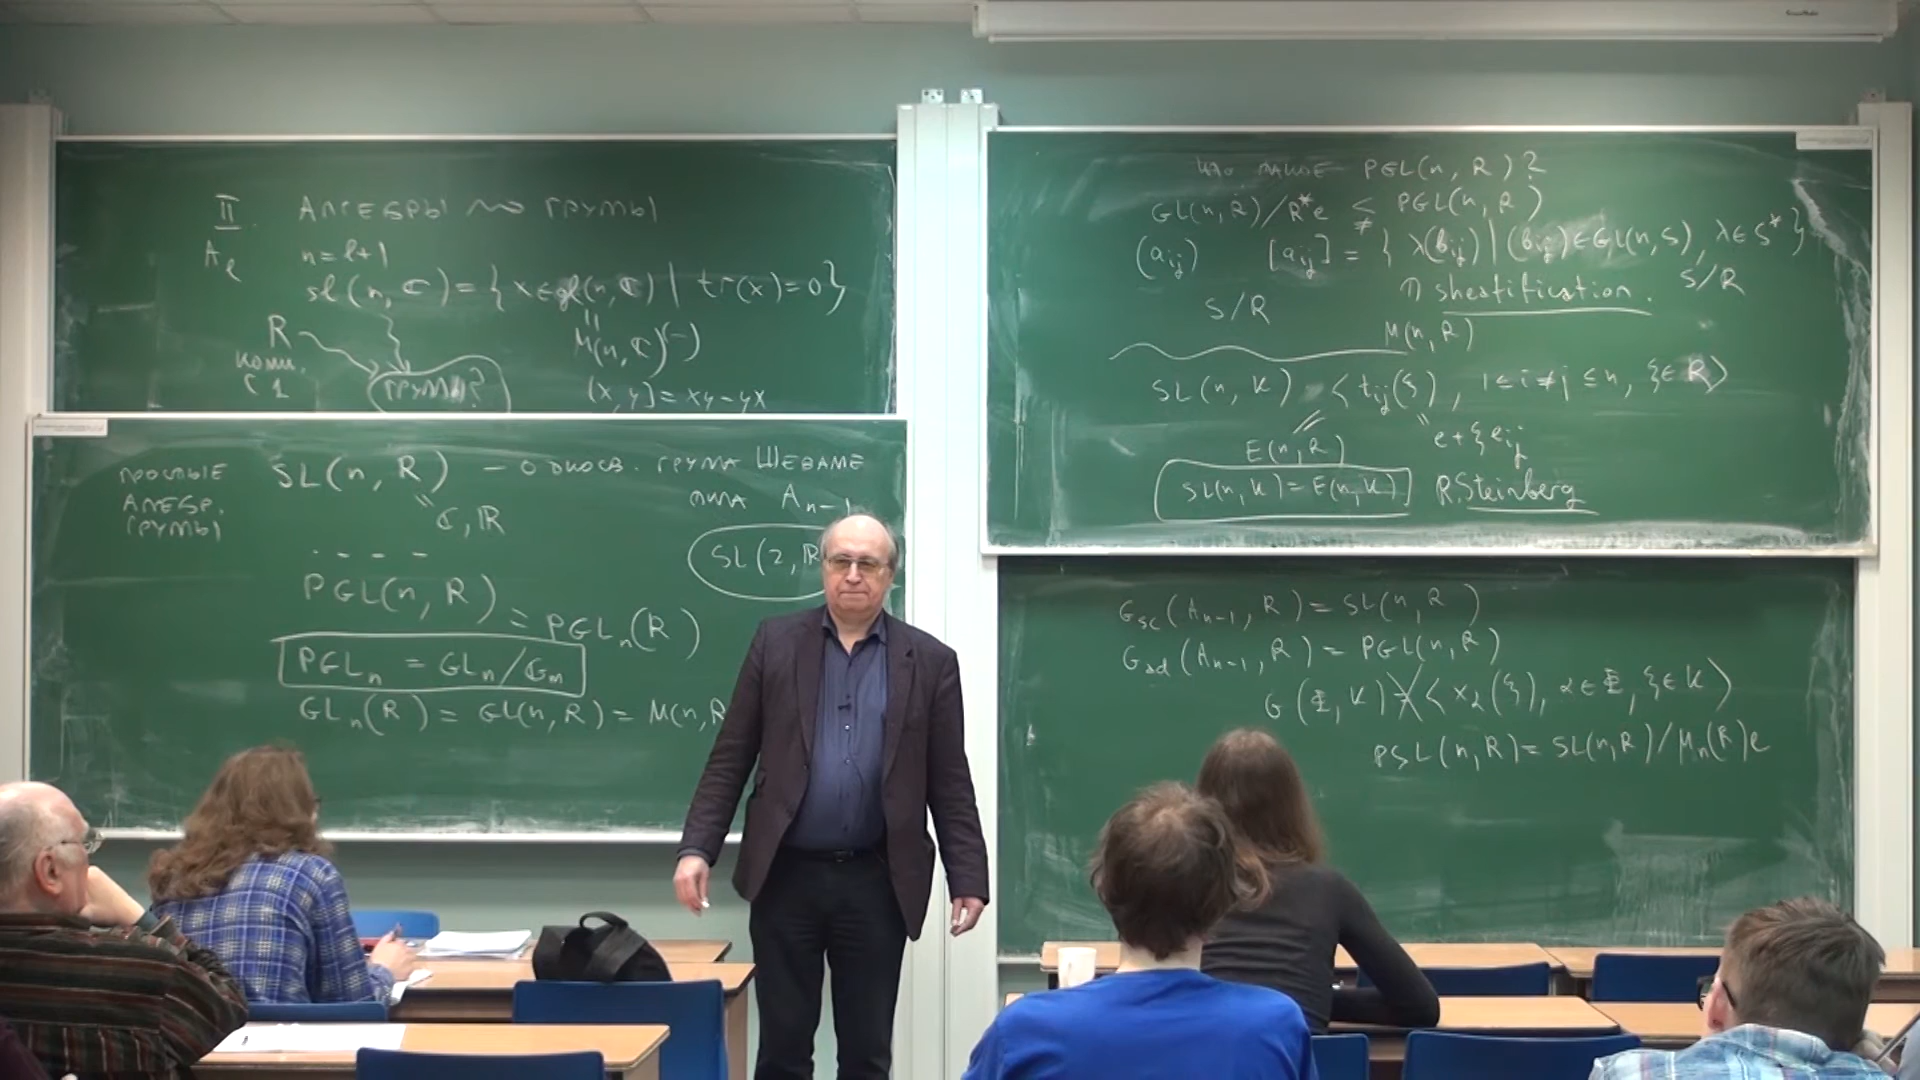 II. АЛГЕБРЫ ⇝ ГРУППЫ
A_ℓ n=ℓ+1
sl(n, ℂ) = {x∈gl(n, ℂ) | tr(x)=0}
R
M(n, ℂ)^(-)
КОММ.
С 1
ГРУППЫ?
[x, y] = xy-yx
ПРОСТЫЕ
АЛГЕБР.
ГРУППЫ
SL(n, R) – ОДНОСВ. ГРУППА ШЕВАЛЛЕ
ТИПА A_{n-1}
ℂ, ℝ
SL(2, ℝ
PGL(n, R) = PGL_n(R)
PGL_n = GL_n/𝔾_m
GL_n(R) = GL(n, R) = M(n, R
ЧТО ТАКОЕ PGL(n, R)?
GL(n, R)/R*e ≨ PGL(n, R)
(a_ij) [a_ij] = {λ(b_ij) | (b_ij)∈GL(n, S), λ∈S*}
S/R
⇑ sheafification.
S/R
M(n, R)
SL(n, K) ⟨t_ij(ξ), 1≤i≠j≤n, ξ∈R⟩
E(n, R)
e+ξe_ij
SL(n, K) = E(n, K) R. Steinberg
G_sc(A_{n-1}, R) = SL(n, R)
G_ad(A_{n-1}, R) = PGL(n, R)
G(Φ, K) ≠ ⟨x_α(ξ), α∈Φ, ξ∈K⟩
PSL(n, R) = SL(n, R)/μ_n(R)e